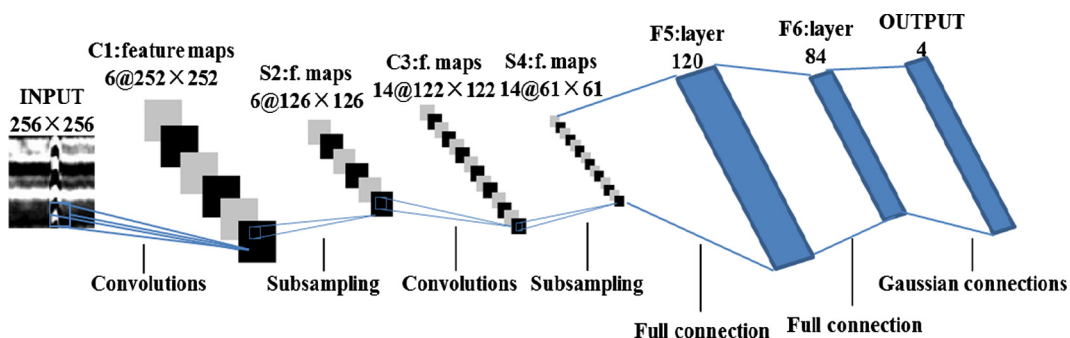 INPUT
256×256
C1:feature maps
6@252×252
S2:f. maps
6@126×126
C3:f. maps
14@122×122
S4:f. maps
14@61×61
F5:layer
120
F6:layer
84
OUTPUT
4
Convolutions
Subsampling
Convolutions
Subsampling
Full connection
Full connection
Gaussian connections